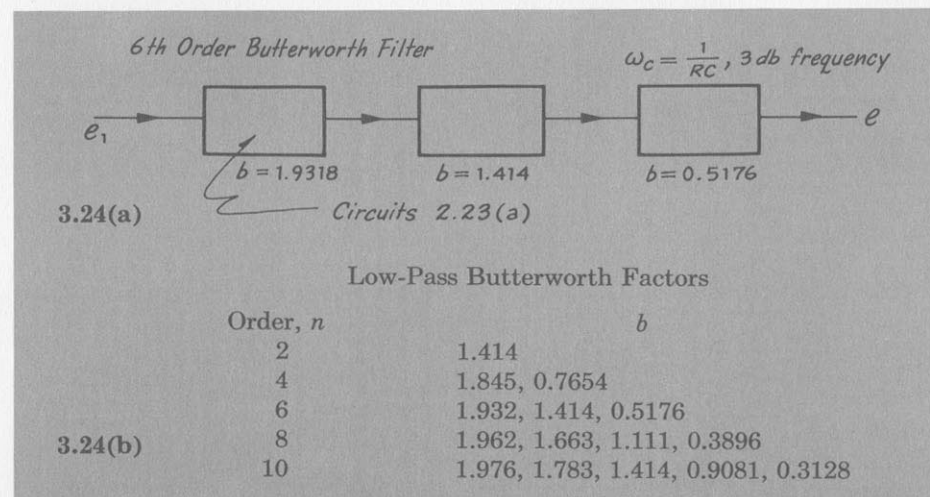 6th Order Butterworth Filter
ωc = 1/RC, 3 db frequency
e₁
e
b = 1.9318
b = 1.414
b = 0.5176
3.24(a)
Circuits 2.23(a)
Low-Pass Butterworth Factors
Order, n b
2 1.414
4 1.845, 0.7654
6 1.932, 1.414, 0.5176
3.24(b)
8 1.962, 1.663, 1.111, 0.3896
10 1.976, 1.783, 1.414, 0.9081, 0.3128